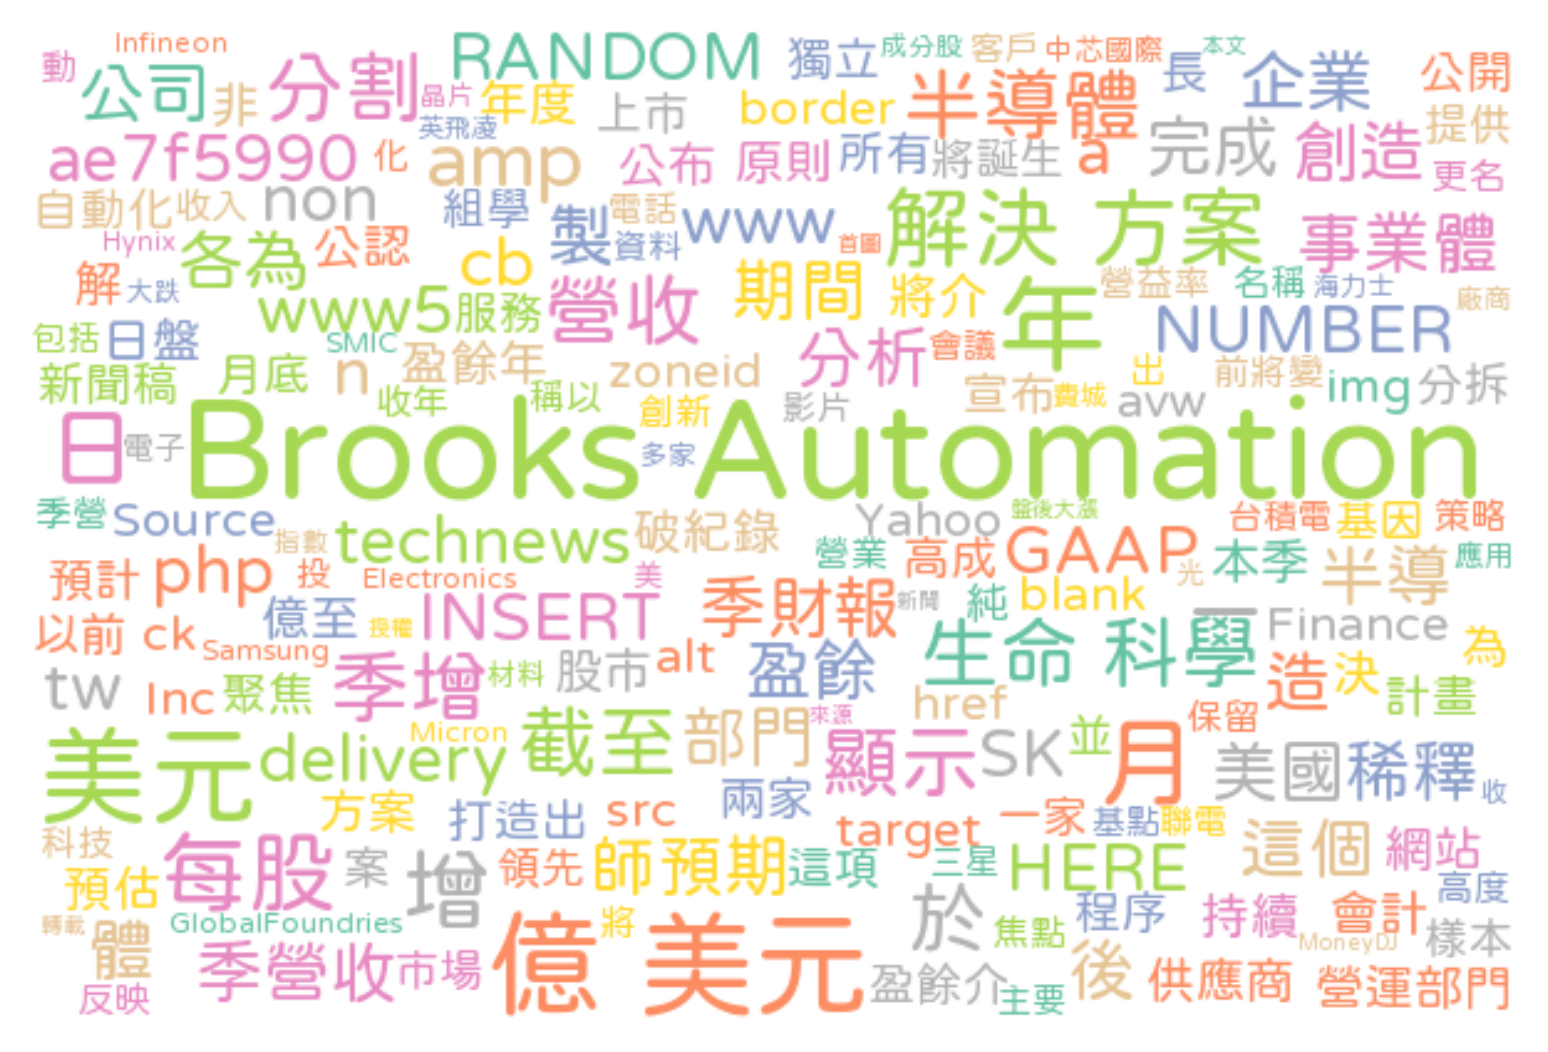 動 Infineon 公司 非 分割 晶片 RANDOM 年度 獨立 成分股 客戶 中芯國際 本文 長 企業 公開
上市 border 半導體 提供
英飛凌
ae7f5990 化 amp 公布 原則 所有 將誕生 a 完成 創造 更名
自動化 收入 non 組學 製 電話 www 解決 方案 事業體
Hynix 各為 公認 cb 資料 首圖
解 大跌 www5 服務 營收 期間 將介 年 營益率 名稱 海力士 廠商
包括 日盤 SMIC 盈餘年 分析 會議 NUMBER
新聞稿 月底 n 收年 稱以 zoneid 創新 影片 宣布 費城 出 avw 前將變 img 分拆
日 電子 Brooks 多家 Automation
季營 Source 指數 technews 破紀錄 Yahoo 盤後大漲 台積電 基因 策略
預計 php 投 Electronics 美 營業 高成 GAAP 光 本季 半導 應用
以前 ck 億至 授權 INSERT 季財報 新聞 純 blank
Samsung alt 生命 科學 Finance 為
tw Inc 聚焦 季增 材料 股市 盈餘 href 造 決 計畫
美元 delivery Micron 截至 部門 來源 顯示 SK 並 月 保留 美國 稀釋 收
方案 打造出 src 兩家 target 一家 基點 聯電
科技 預估 每股 案 增 領先 師預期 這項 三星 HERE 這個 網站 高度
轉載 體 GlobalFoundries 將 於 焦點 程序 持續 會計 樣本
反映 季營收 市場 億 美元 盈餘介 主要 後 MoneyDJ 供應商 營運部門